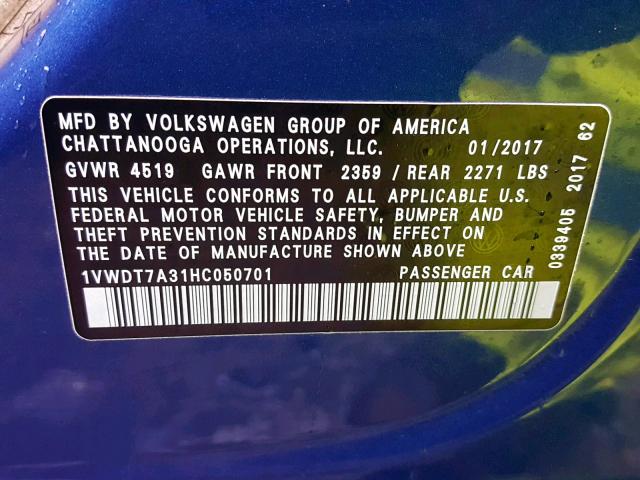 MFD BY VOLKSWAGEN GROUP OF AMERICA
CHATTANOOGA OPERATIONS, LLC. 01/2017
GVWR 4519 GAWR FRONT 2359 / REAR 2271 LBS
THIS VEHICLE CONFORMS TO ALL APPLICABLE U.S.
FEDERAL MOTOR VEHICLE SAFETY, BUMPER AND
THEFT PREVENTION STANDARDS IN EFFECT ON
THE DATE OF MANUFACTURE SHOWN ABOVE
1VWDT7A31HC050701 PASSENGER CAR
0339405 2017 62